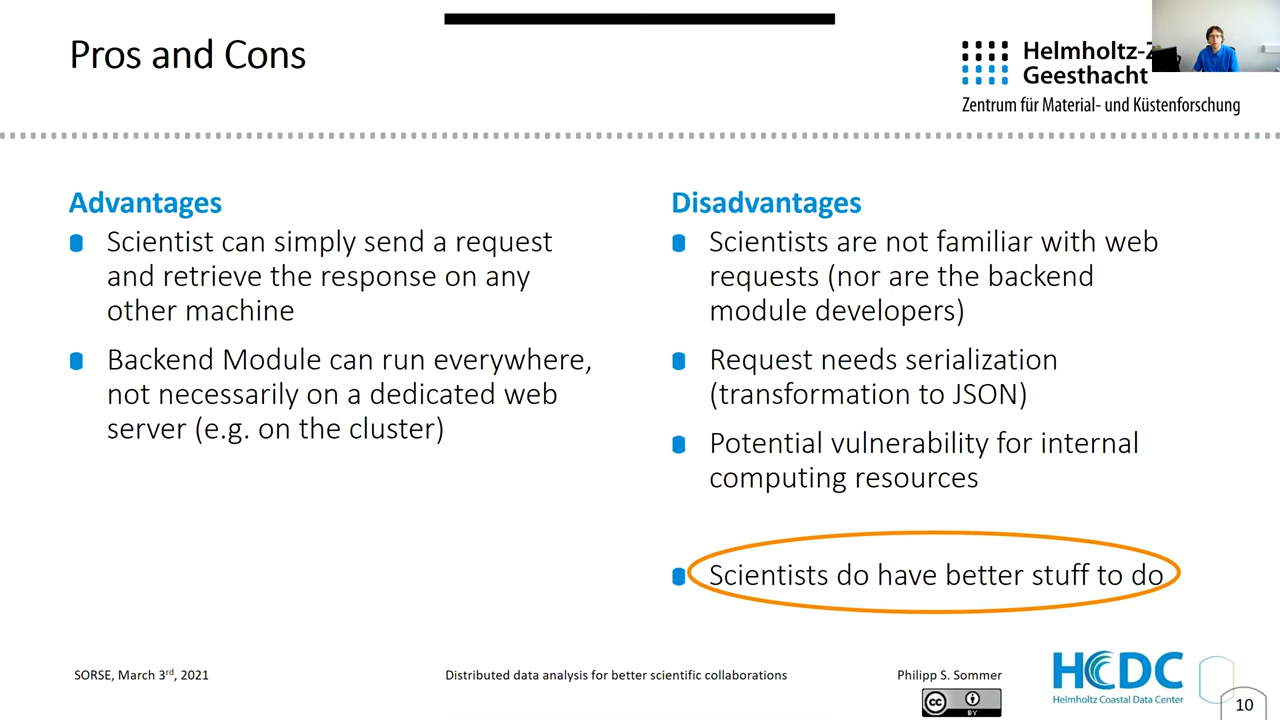 Pros and Cons
Helmholtz-Z
Geesthacht
Zentrum für Material- und Küstenforschung
Advantages
Scientist can simply send a request
and retrieve the response on any
other machine
Backend Module can run everywhere,
not necessarily on a dedicated web
server (e.g. on the cluster)
Disadvantages
Scientists are not familiar with web
requests (nor are the backend
module developers)
Request needs serialization
(transformation to JSON)
Potential vulnerability for internal
computing resources
Scientists do have better stuff to do
SORSE, March 3rd, 2021
Distributed data analysis for better scientific collaborations
Philipp S. Sommer
cc
BY
HCDC
Helmholtz Coastal Data Center
10